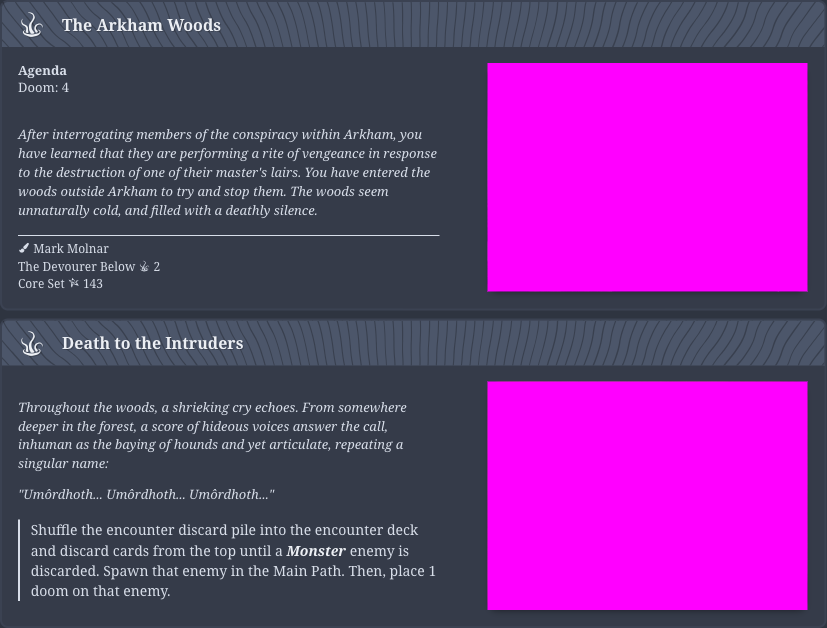 The Arkham Woods
Agenda
Doom: 4
After interrogating members of the conspiracy within Arkham, you
have learned that they are performing a rite of vengeance in response
to the destruction of one of their master's lairs. You have entered the
woods outside Arkham to try and stop them. The woods seem
unnaturally cold, and filled with a deathly silence.
Mark Molnar
The Devourer Below 2
Core Set 143
Death to the Intruders
Throughout the woods, a shrieking cry echoes. From somewhere
deeper in the forest, a score of hideous voices answer the call,
inhuman as the baying of hounds and yet articulate, repeating a
singular name:
"Umôrdhoth... Umôrdhoth... Umôrdhoth..."
Shuffle the encounter discard pile into the encounter deck
and discard cards from the top until a Monster enemy is
discarded. Spawn that enemy in the Main Path. Then, place 1
doom on that enemy.